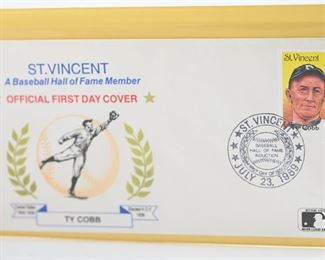 ST.VINCENT
A Baseball Hall of Fame Member
OFFICIAL FIRST DAY COVER
TY COBB
St.Vincent
Ty Cobb
ST. VINCENT
BASEBALL
HALL OF FAME
INDUCTION
JULY 23, 1989